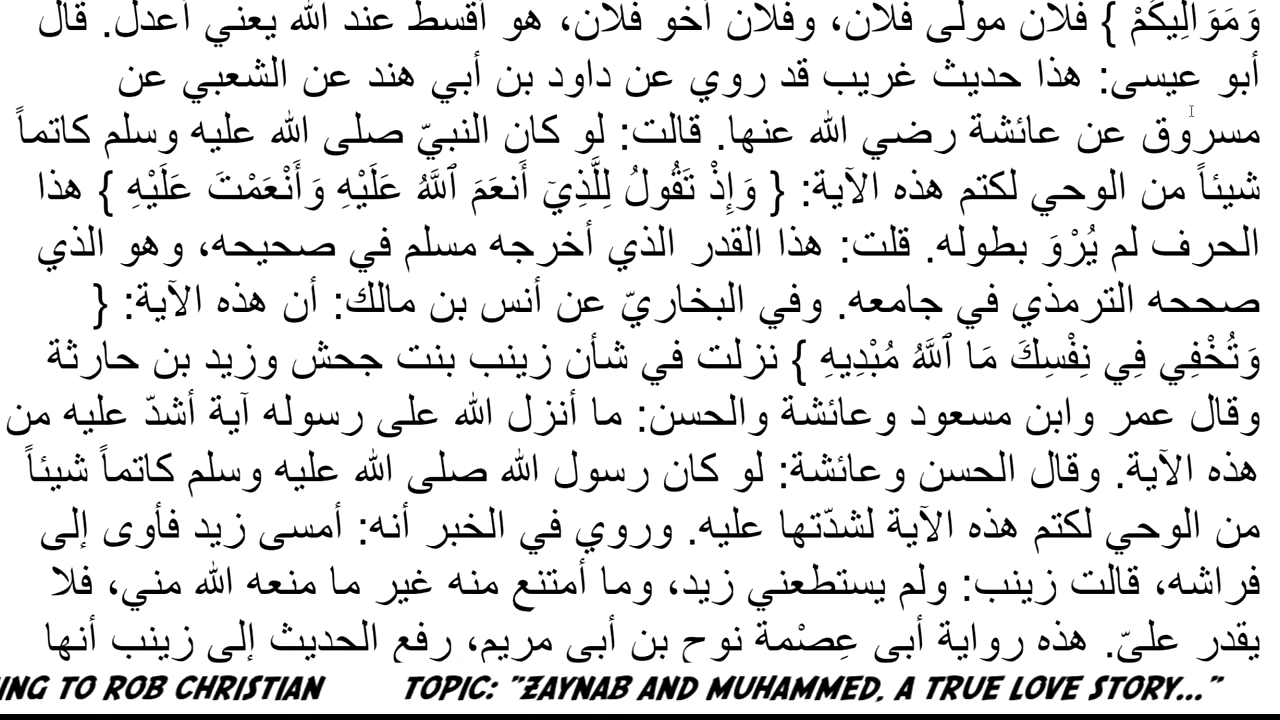 وَمَوَالِيكُمْ } فلان مولى فلان، وفلان أخو فلان، هو أقسط عند الله يعني أعدل. قال
أبو عيسى: هذا حديث غريب قد روي عن داود بن أبي هند عن الشعبي عن
مسروق عن عائشة رضي الله عنها. قالت: لو كان النبيّ صلى الله عليه وسلم كاتماً
شيئاً من الوحي لكتم هذه الآية: { وَإِذْ تَقُولُ لِلَّذِيۤ أَنعَمَ ٱللَّهُ عَلَيْهِ وَأَنْعَمْتَ عَلَيْهِ } هذا
الحرف لم يُرْوَ بطوله. قلت: هذا القدر الذي أخرجه مسلم في صحيحه، وهو الذي
صححه الترمذي في جامعه. وفي البخاريّ عن أنس بن مالك: أن هذه الآية: {
وَتُخْفِي فِي نِفْسِكَ مَا ٱللَّهُ مُبْدِيهِ } نزلت في شأن زينب بنت جحش وزيد بن حارثة
وقال عمر وابن مسعود وعائشة والحسن: ما أنزل الله على رسوله آية أشدّ عليه من
هذه الآية. وقال الحسن وعائشة: لو كان رسول الله صلى الله عليه وسلم كاتماً شيئاً
من الوحي لكتم هذه الآية لشدّتها عليه. وروي في الخبر أنه: أمسى زيد فأوى إلى
فراشه، قالت زينب: ولم يستطعني زيد، وما أمتنع منه غير ما منعه الله مني، فلا
يقدر عليّ. هذه رواية أبي عِصْمة نوح بن أبي مريم، رفع الحديث إلى زينب أنها
ING TO ROB CHRISTIAN TOPIC: "ZAYNAB AND MUHAMMED, A TRUE LOVE STORY..."